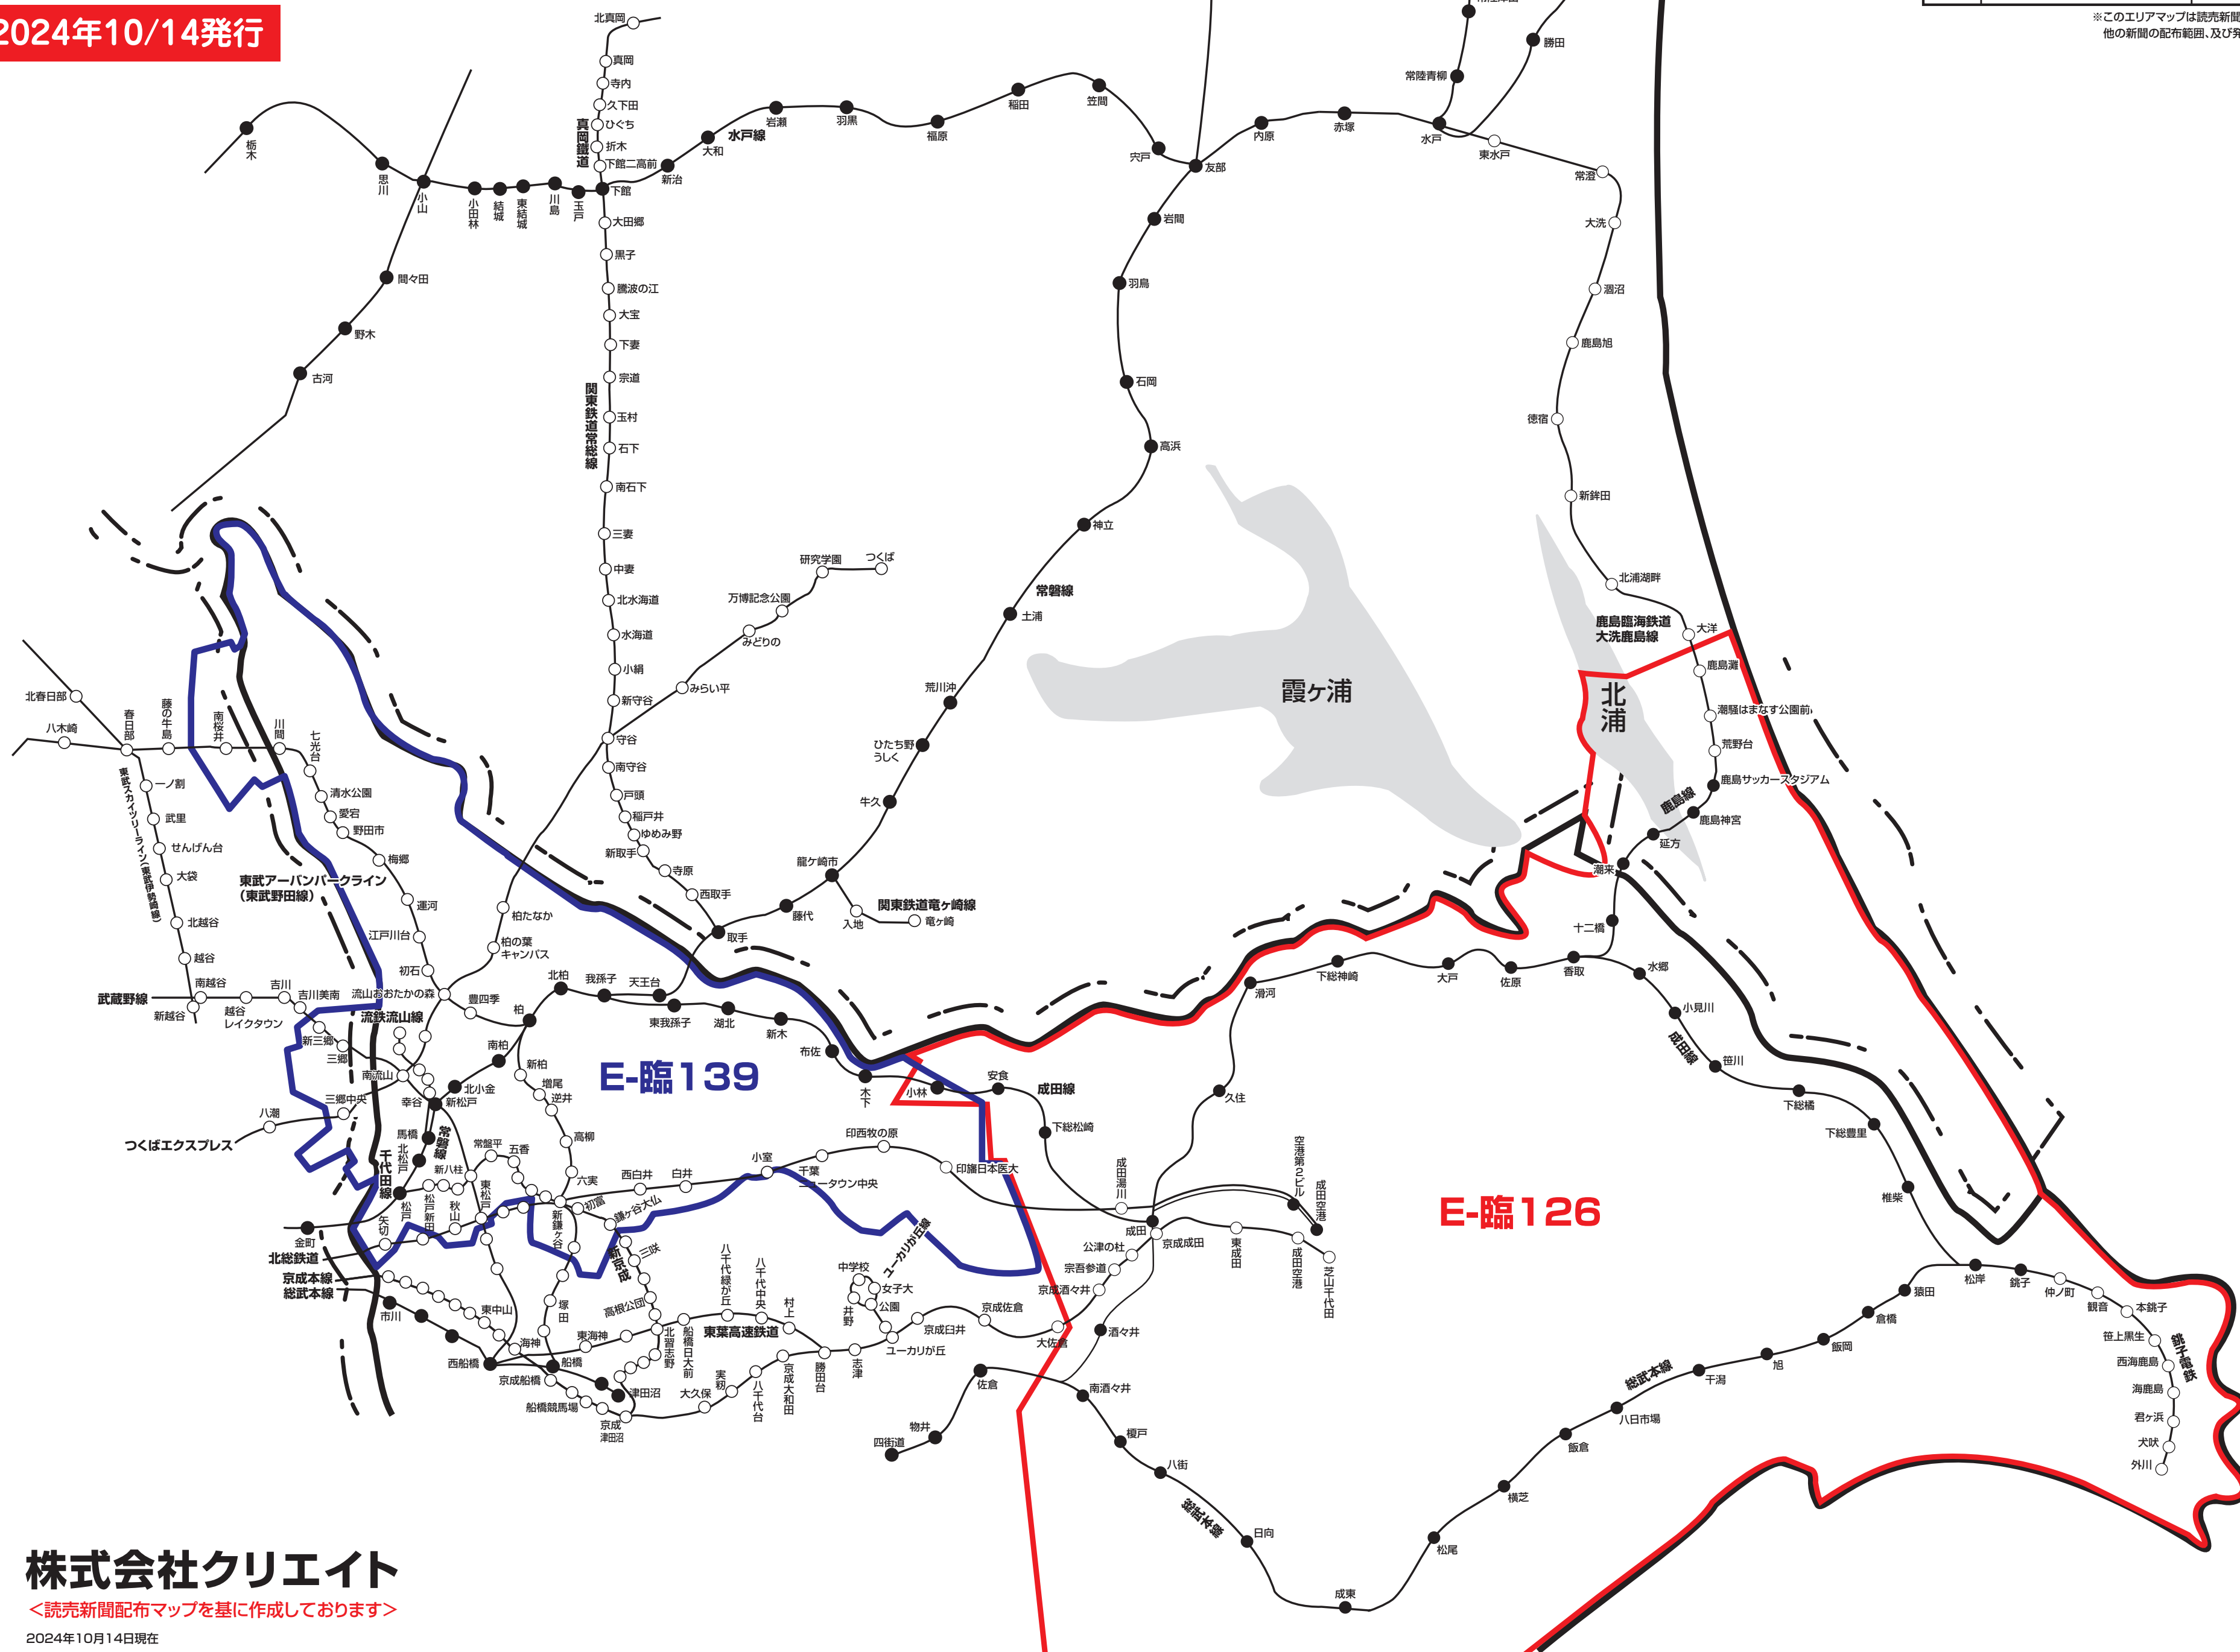 2024年10/14発行
※このエリアマップは読売新聞
他の新聞の配布範囲、及び発
北真岡
真岡
寺内
久下田
ひぐち
折木
下館二高前
真岡鐵道
下館
栃木
思川
小山
小田林
結城
東結城
川島
玉戸
新治
大和
水戸線
岩瀬
羽黒
福原
稲田
笠間
宍戸
友部
内原
赤塚
水戸
常陸青柳
勝田
東水戸
常澄
大洗
涸沼
鹿島旭
徳宿
新鉾田
北浦湖畔
鹿島臨海鉄道
大洗鹿島線
大洋
鹿島灘
潮騒はまなす公園前
荒野台
鹿島サッカースタジアム
鹿島線
鹿島神宮
延方
潮来
十二橋
北浦
霞ヶ浦
間々田
野木
古河
大田郷
黒子
騰波の江
大宝
下妻
宗道
関東鉄道常総線
玉村
石下
南石下
三妻
中妻
北水海道
水海道
小絹
新守谷
守谷
南守谷
戸頭
稲戸井
ゆめみ野
新取手
寺原
西取手
取手
岩間
羽鳥
石岡
高浜
神立
常磐線
土浦
荒川沖
ひたち野
うしく
牛久
龍ケ崎市
藤代
入地
竜ヶ崎
関東鉄道竜ヶ崎線
つくば
研究学園
万博記念公園
みどりの
みらい平
柏たなか
柏の葉
キャンパス
北春日部
八木崎
春日部
藤の牛島
南桜井
川間
七光台
清水公園
愛宕
野田市
梅郷
運河
江戸川台
初石
流山おおたかの森
豊四季
東武スカイツリーライン(東武伊勢崎線)
一ノ割
武里
せんげん台
大袋
北越谷
越谷
南越谷
新越谷
東武アーバンパークライン
(東武野田線)
武蔵野線
越谷
レイクタウン
吉川
吉川美南
新三郷
三郷
南流山
流鉄流山線
三郷中央
八潮
つくばエクスプレス
幸谷
新松戸
北小金
南柏
柏
北柏
我孫子
天王台
東我孫子
湖北
新木
布佐
木下
小林
安食
成田線
下総松崎
新柏
増尾
逆井
高柳
六実
馬橋
常磐線
北松戸
千代田線
松戸
金町
新八柱
常盤平
五香
松戸新田
東松戸
秋山
矢切
北総鉄道
京成本線
総武本線
市川
東中山
西船橋
海神
京成船橋
船橋
船橋競馬場
東海神
塚田
新鎌ヶ谷
初富
鎌ヶ谷大仏
新京成
三咲
高根公団
北習志野
船橋日大前
八千代緑が丘
八千代中央
村上
東葉高速鉄道
津田沼
京成
津田沼
大久保
実籾
八千代台
京成大和田
勝田台
志津
ユーカリが丘
井野
中学校
女子大
公園
ユーカリが丘線
京成臼井
京成佐倉
大佐倉
京成酒々井
宗吾参道
公津の杜
成田
京成成田
東成田
成田空港
芝山千代田
空港第2ビル
成田空港
成田湯川
印旛日本医大
印西牧の原
千葉
ニュータウン中央
小室
白井
西白井
E-臨139
E-臨126
滑河
久住
下総神崎
大戸
佐原
香取
水郷
小見川
成田線
笹川
下総橘
下総豊里
椎柴
松岸
銚子
仲ノ町
観音
本銚子
笠上黒生
西海鹿島
海鹿島
君ヶ浜
犬吠
外川
銚子電鉄
猿田
倉橋
飯岡
旭
干潟
総武本線
八日市場
飯倉
横芝
松尾
成東
日向
総武本線
八街
榎戸
南酒々井
酒々井
佐倉
物井
四街道
株式会社クリエイト
＜読売新聞配布マップを基に作成しております＞
2024年10月14日現在